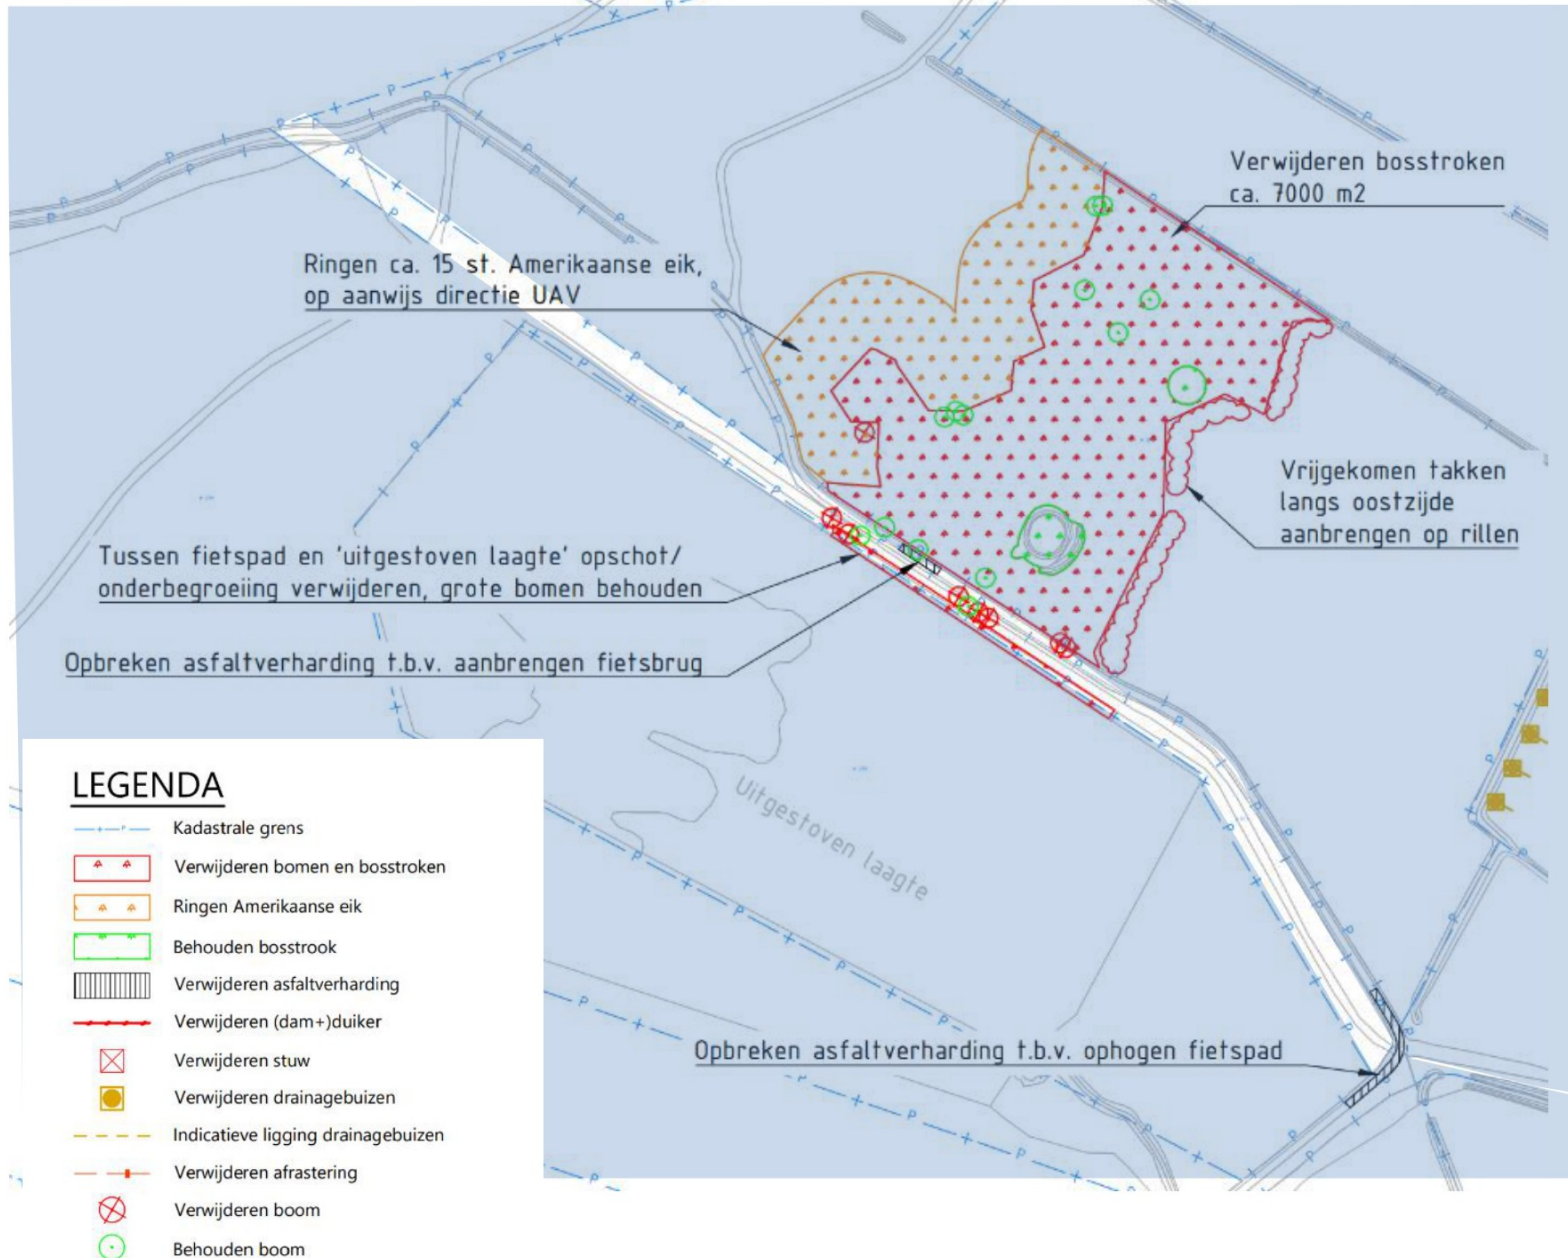 Verwijderen bosstroken
ca. 7000 m2
Ringen ca. 15 st. Amerikaanse eik,
op aanwijs directie UAV
Vrijgekomen takken
langs oostzijde
aanbrengen op rillen
Tussen fietspad en 'uitgestoven laagte' opschot/
onderbegroeiing verwijderen, grote bomen behouden
Opbreken asfaltverharding t.b.v. aanbrengen fietsbrug
Uitgestoven laagte
Opbreken asfaltverharding t.b.v. ophogen fietspad
LEGENDA
Kadastrale grens
Verwijderen bomen en bosstroken
Ringen Amerikaanse eik
Behouden bosstrook
Verwijderen asfaltverharding
Verwijderen (dam+)duiker
Verwijderen stuw
Verwijderen drainagebuizen
Indicatieve ligging drainagebuizen
Verwijderen afrastering
Verwijderen boom
Behouden boom